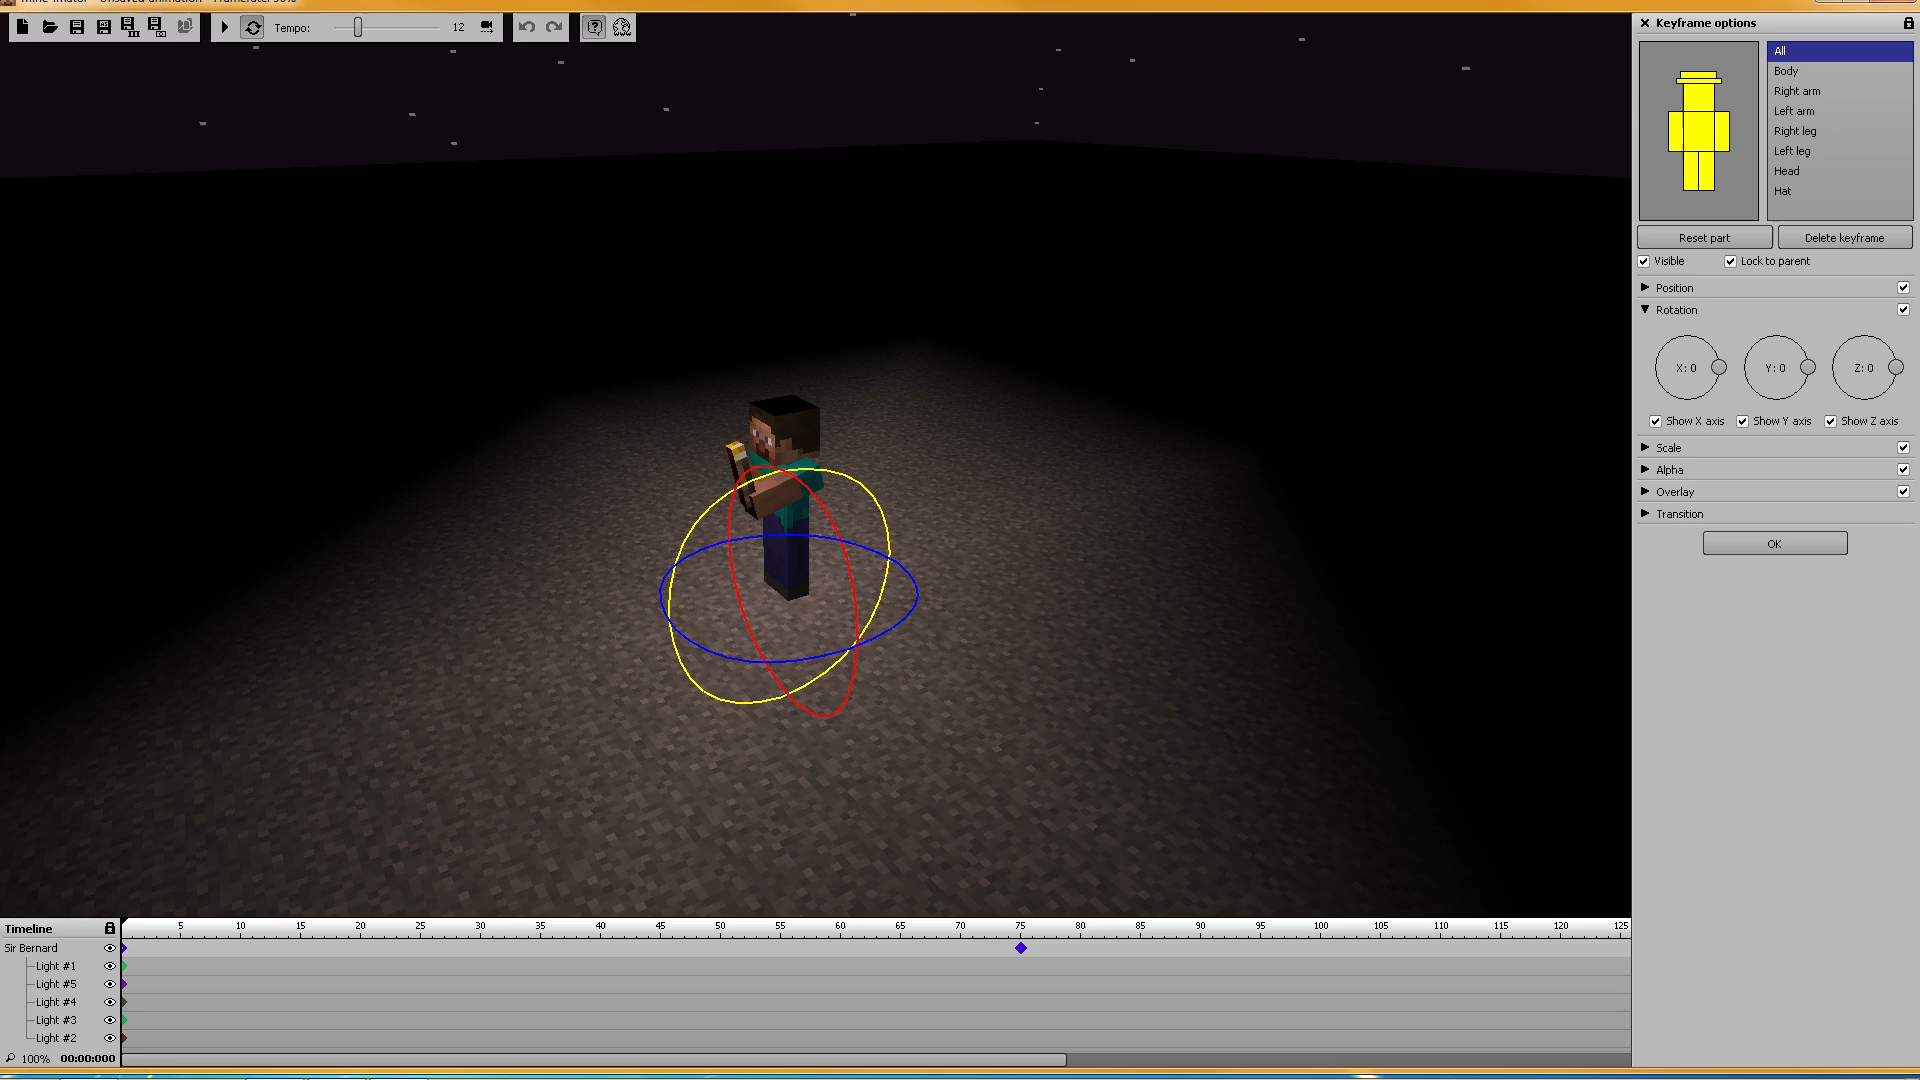 Tempo: 12
Keyframe options
All
Body
Right arm
Left arm
Right leg
Left leg
Head
Hat
Reset part Delete keyframe
Visible Lock to parent
Position
Rotation
X: 0 Y: 0 Z: 0
Show X axis Show Y axis Show Z axis
Scale
Alpha
Overlay
Transition
OK
Timeline 5 10 15 20 25 30 35 40 45 50 55 60 65 70 75 80 85 90 95 100 105 110 115 120 125
Sir Bernard
Light #1
Light #5
Light #4
Light #3
Light #2
100% 00:00:000